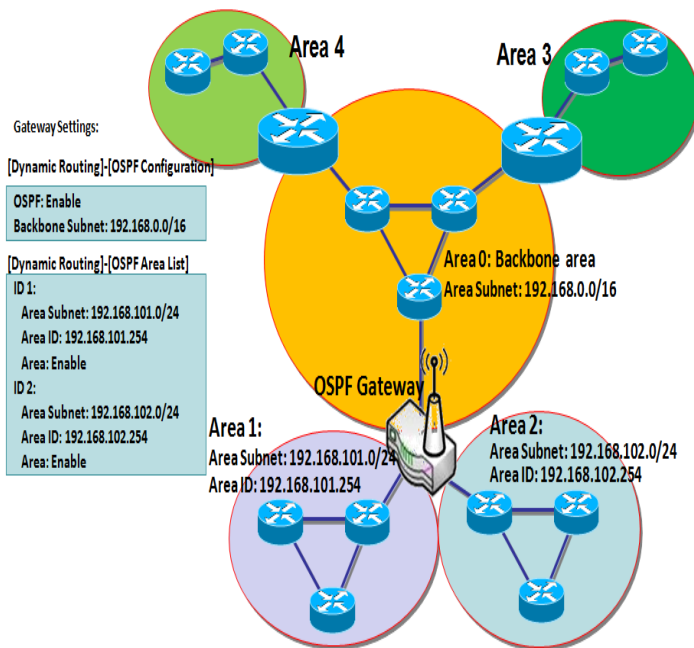 Area 4
Area 3
Gateway Settings:
[Dynamic Routing]-[OSPF Configuration]
OSPF: Enable
Backbone Subnet: 192.168.0.0/16
[Dynamic Routing]-[OSPF Area List]
ID 1:
Area Subnet: 192.168.101.0/24
Area ID: 192.168.101.254
Area: Enable
ID 2:
Area Subnet: 192.168.102.0/24
Area ID: 192.168.102.254
Area: Enable
Area 0: Backbone area
Area Subnet: 192.168.0.0/16
OSPF Gateway
Area 1:
Area Subnet: 192.168.101.0/24
Area ID: 192.168.101.254
Area 2:
Area Subnet: 192.168.102.0/24
Area ID: 192.168.102.254